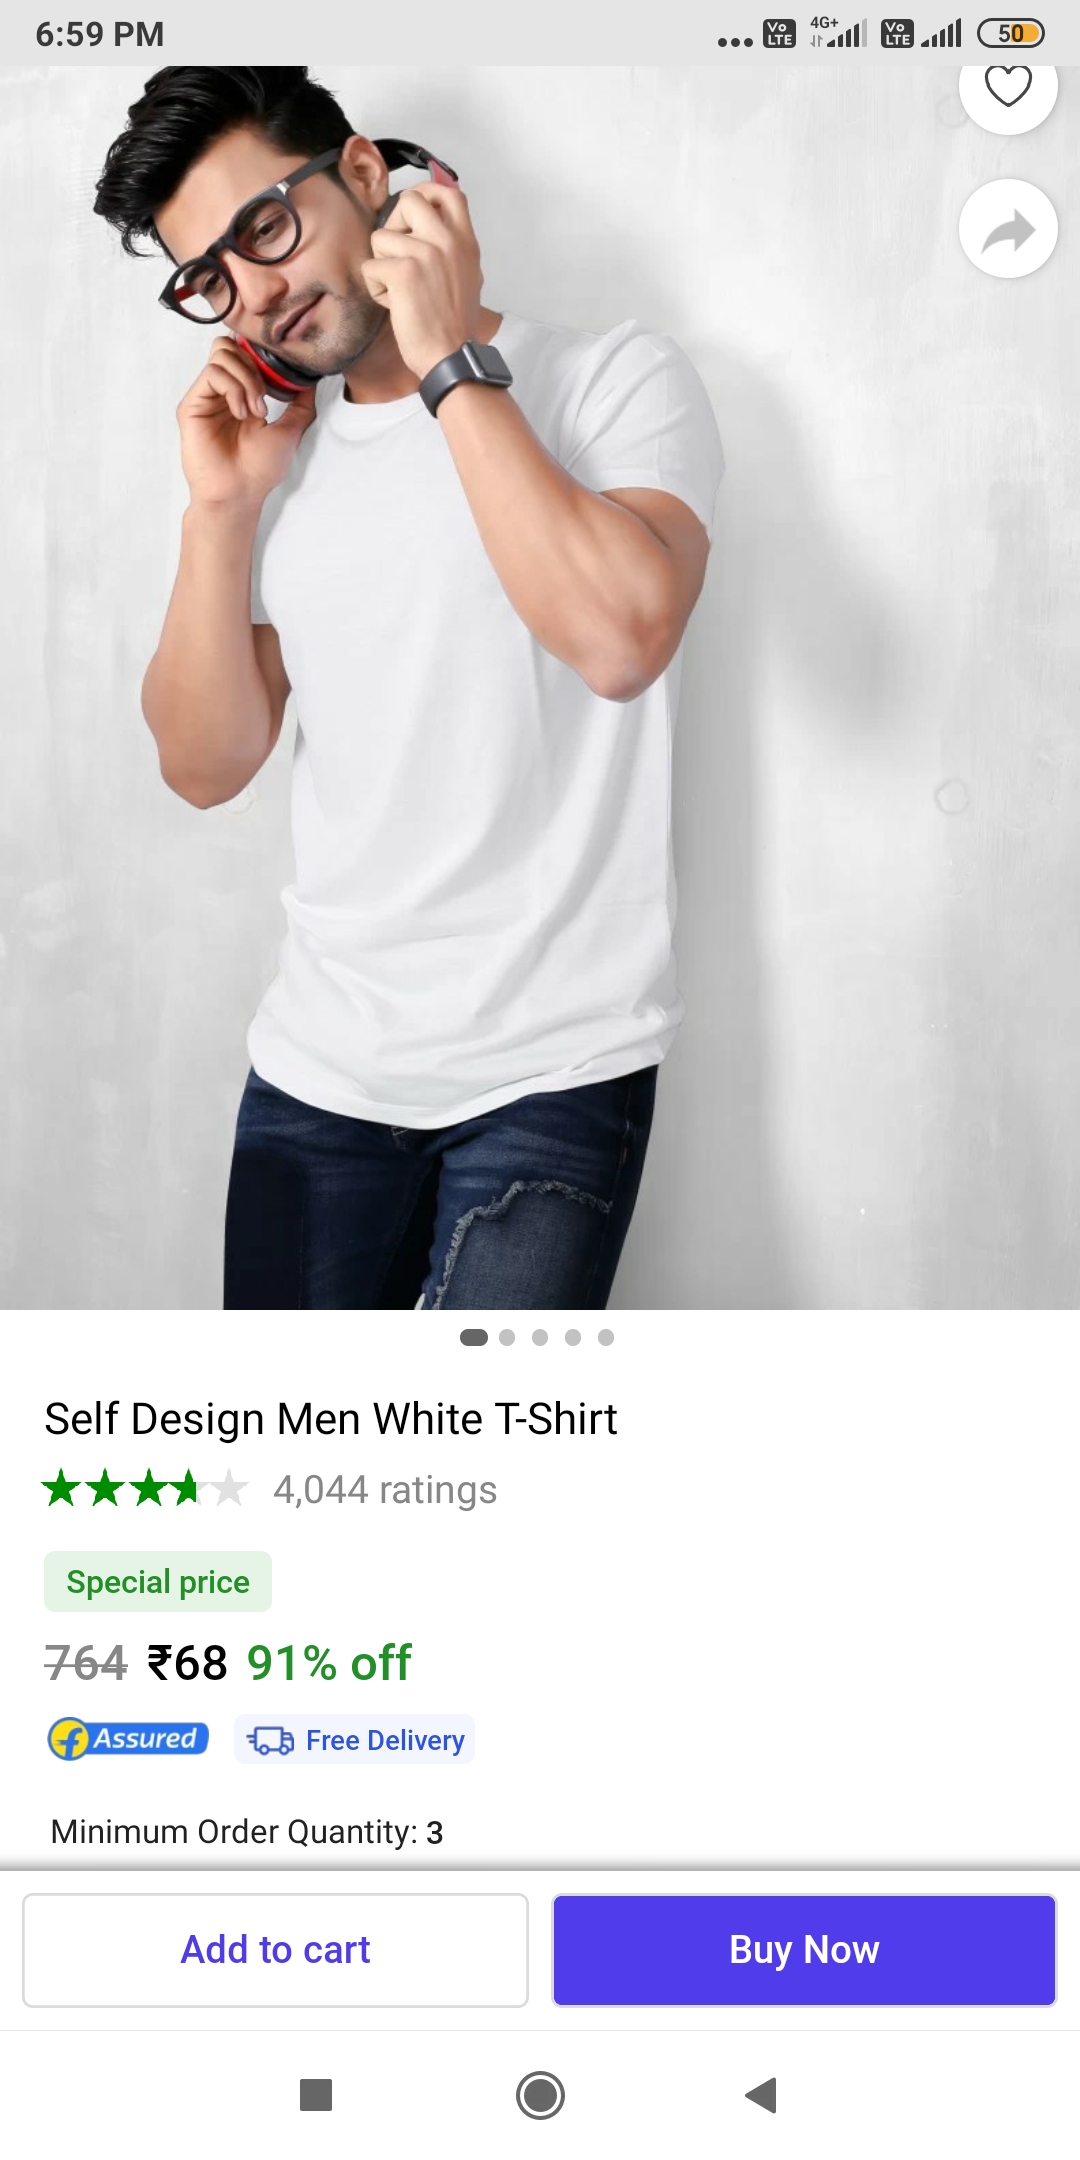 6:59 PM
Vo LTE 4G+ Vo LTE 50
Self Design Men White T-Shirt
4,044 ratings
Special price
764 ₹68 91% off
f Assured Free Delivery
Minimum Order Quantity: 3
Add to cart Buy Now